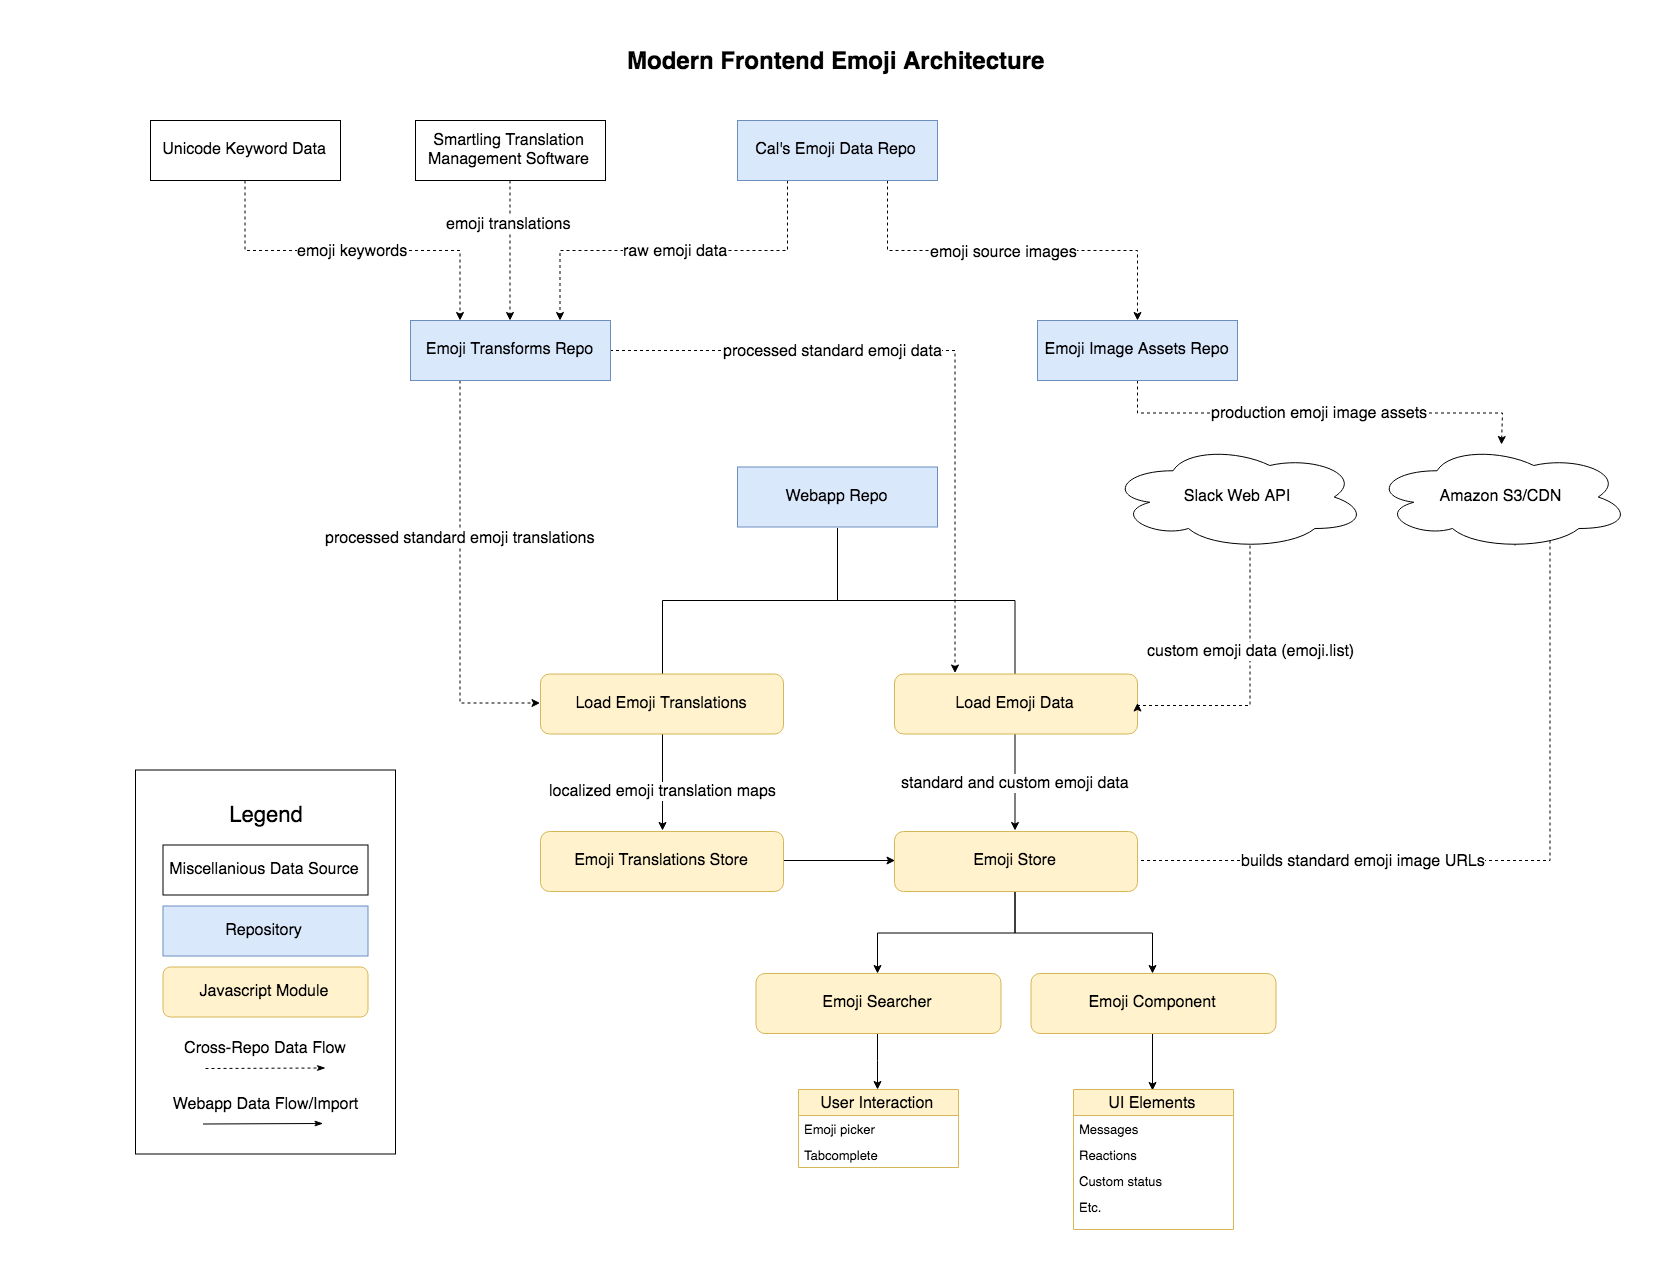 Modern Frontend Emoji Architecture
Unicode Keyword Data
Smartling Translation
Management Software
Cal's Emoji Data Repo
emoji translations
emoji keywords
raw emoji data
emoji source images
Emoji Transforms Repo
processed standard emoji data
Emoji Image Assets Repo
production emoji image assets
Webapp Repo
Slack Web API
Amazon S3/CDN
processed standard emoji translations
custom emoji data (emoji.list)
Load Emoji Translations
Load Emoji Data
localized emoji translation maps
standard and custom emoji data
Emoji Translations Store
Emoji Store
builds standard emoji image URLs
Emoji Searcher
Emoji Component
User Interaction
Emoji picker
Tabcomplete
UI Elements
Messages
Reactions
Custom status
Etc.
Legend
Miscellanious Data Source
Repository
Javascript Module
Cross-Repo Data Flow
Webapp Data Flow/Import